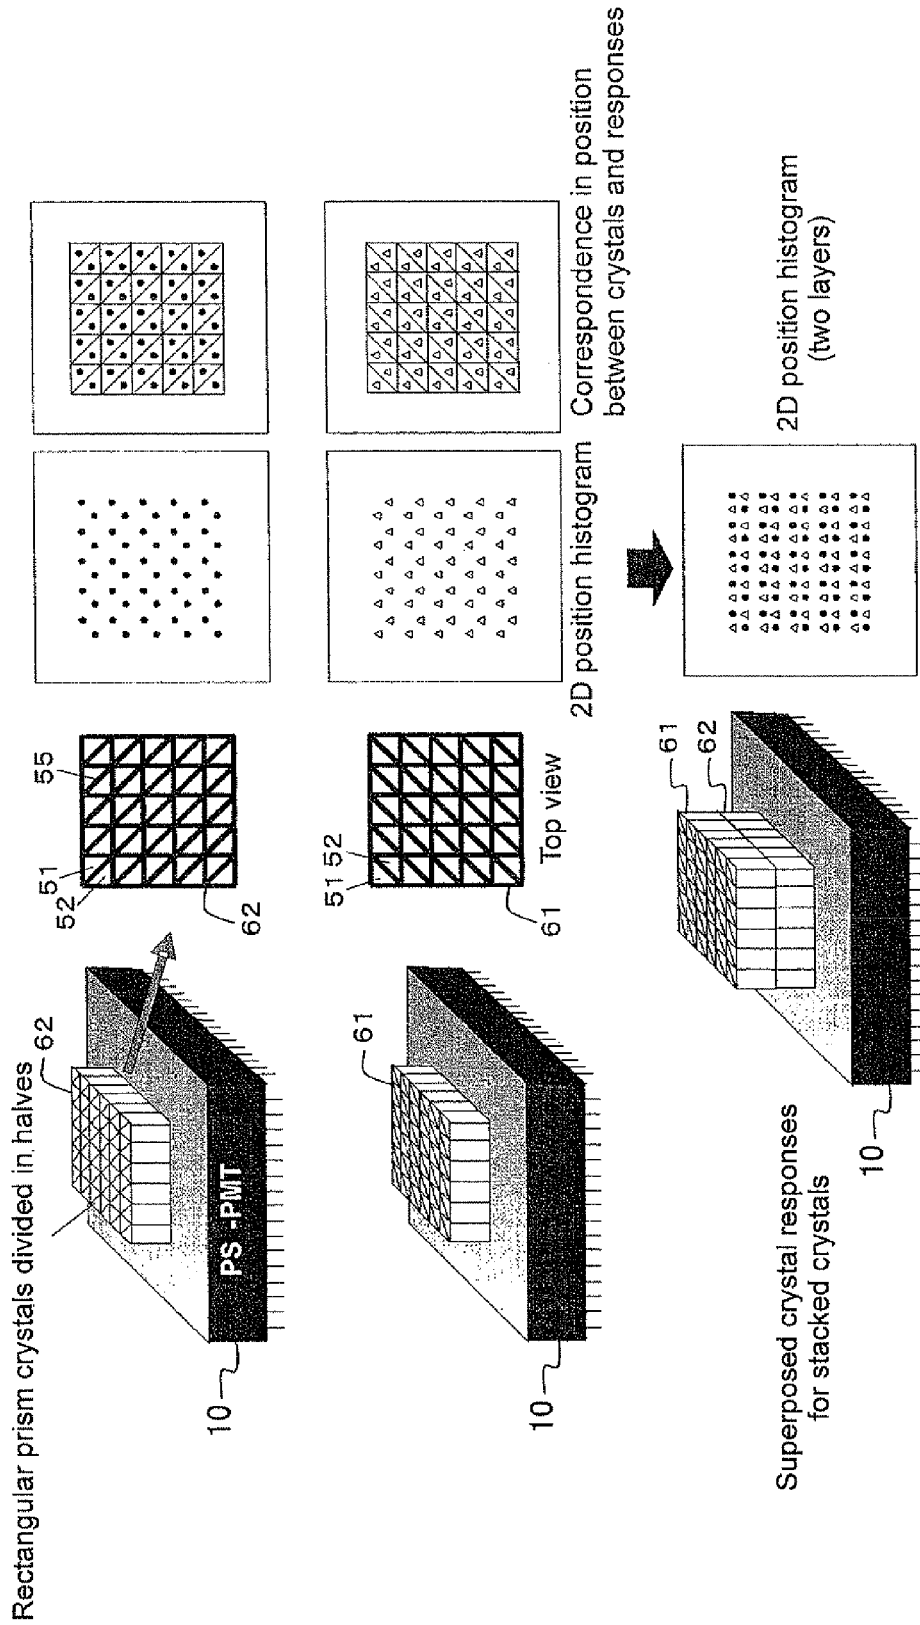 Rectangular prism crystals divided in halves
62
PS-PMT
10
52
51
55
62
61
10
51
52
61
Top view
2D position histogram
Correspondence in position
between crystals and responses
Superposed crystal responses
for stacked crystals
10
61
62
2D position histogram
(two layers)